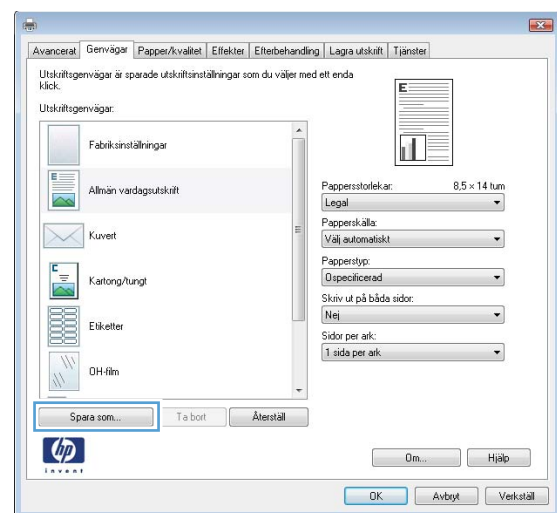 Avancerat Genvägar Papper/kvalitet Effekter Efterbehandling Lagra utskrift Tjänster
Utskriftsgenvägar är sparade utskriftsinställningar som du väljer med ett enda
klick.
Utskriftsgenvägar:
Fabriksinställningar
Allmän vardagsutskrift
Kuvert
Kartong/tungt
Etiketter
OH-film
E
Pappersstorlekar: 8,5 × 14 tum
Legal
Papperskälla:
Välj automatiskt
Papperstyp:
Ospecificerad
Skriv ut på båda sidor:
Nej
Sidor per ark:
1 sida per ark
Spara som... Ta bort Återställ
hp
invent
Om... Hjälp
OK Avbryt Verkställ